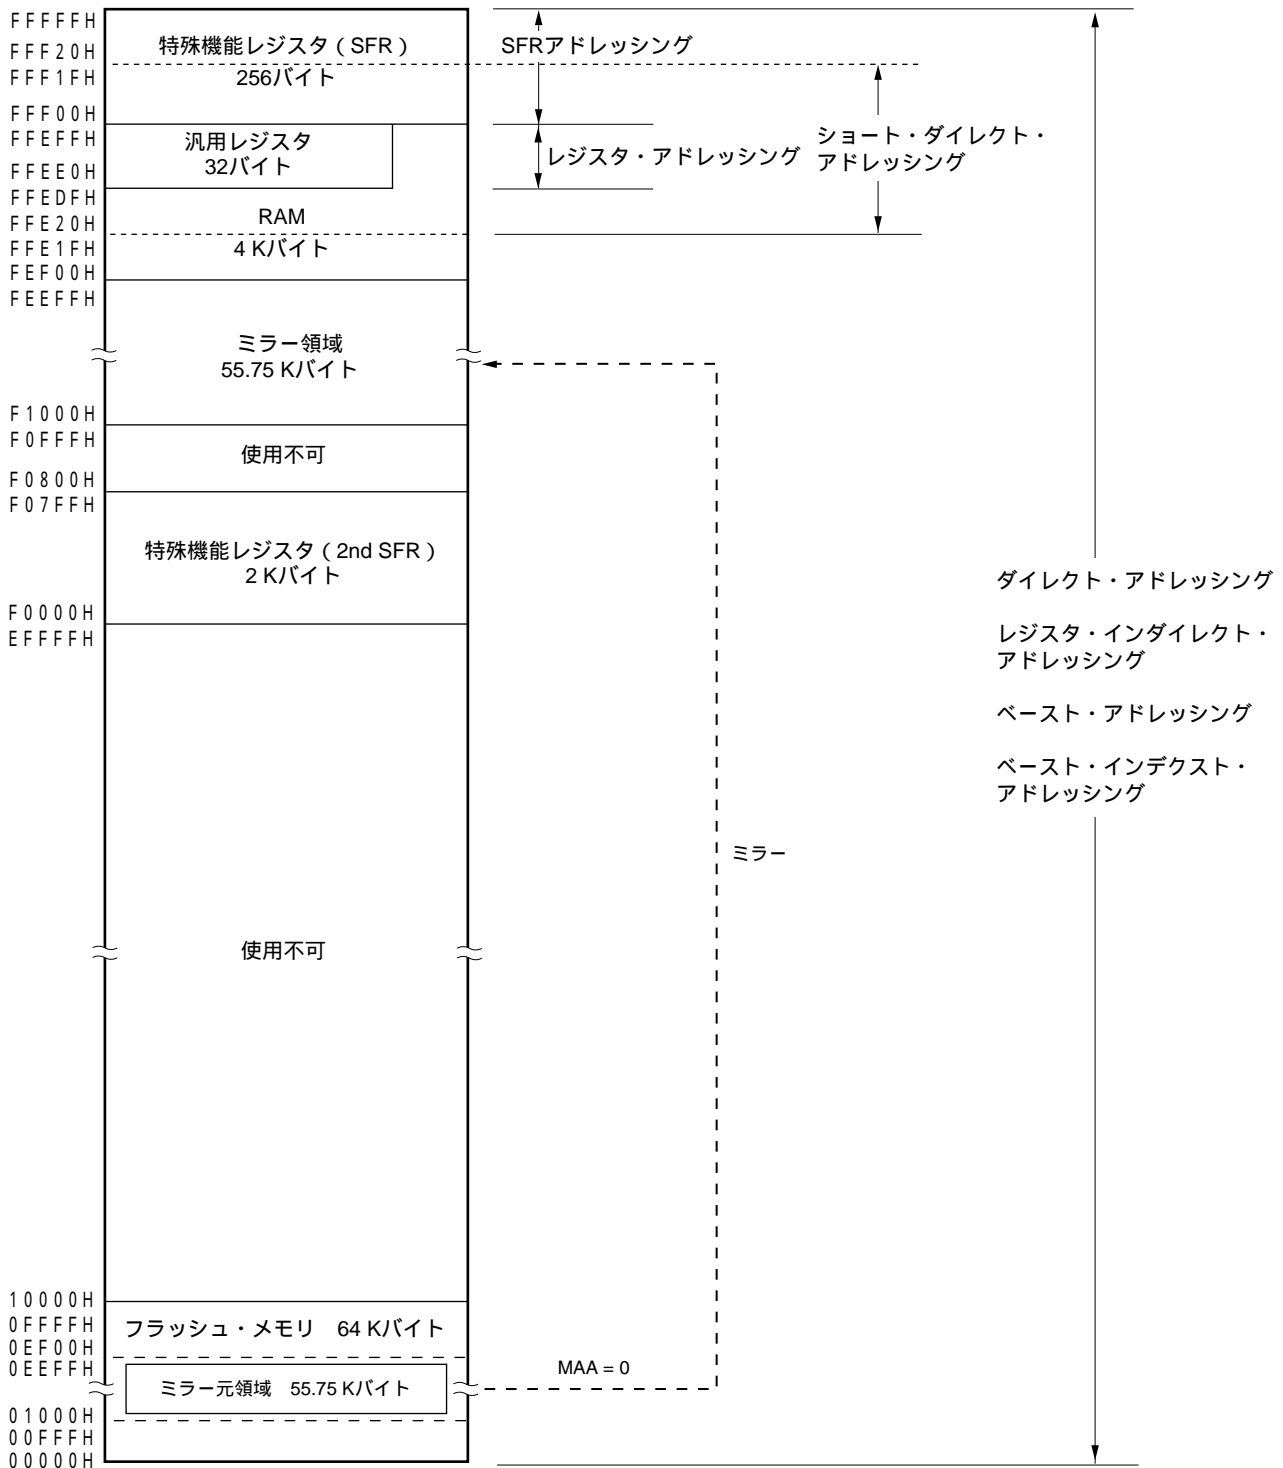 FFFFFH
FFF20H
FFF1FH
FFF00H
FFEFFH
FFEE0H
FFEDFH
FFE20H
FFE1FH
FEF00H
FEEFFH
F1000H
F0FFFH
F0800H
F07FFH
F0000H
EFFFFH
10000H
0FFFFH
0EF00H
0EEFFH
01000H
00FFFH
00000H
特殊機能レジスタ（SFR）
256バイト
汎用レジスタ
32バイト
RAM
4 Kバイト
ミラー領域
55.75 Kバイト
使用不可
特殊機能レジスタ（2nd SFR）
2 Kバイト
使用不可
フラッシュ・メモリ　64 Kバイト
ミラー元領域　55.75 Kバイト
SFRアドレッシング
レジスタ・アドレッシング
ショート・ダイレクト・
アドレッシング
ミラー
MAA = 0
ダイレクト・アドレッシング
レジスタ・インダイレクト・
アドレッシング
ベースト・アドレッシング
ベースト・インデクスト・
アドレッシング